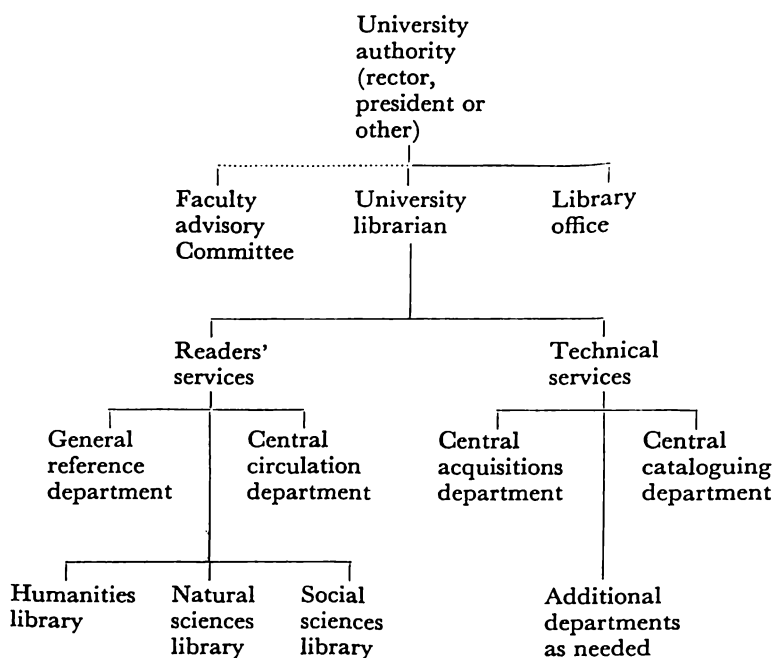 University
authority
(rector,
president or
other)
Faculty
advisory
Committee
University
librarian
Library
office
Readers'
services
Technical
services
General
reference
department
Central
circulation
department
Central
acquisitions
department
Central
cataloguing
department
Humanities
library
Natural
sciences
library
Social
sciences
library
Additional
departments
as needed